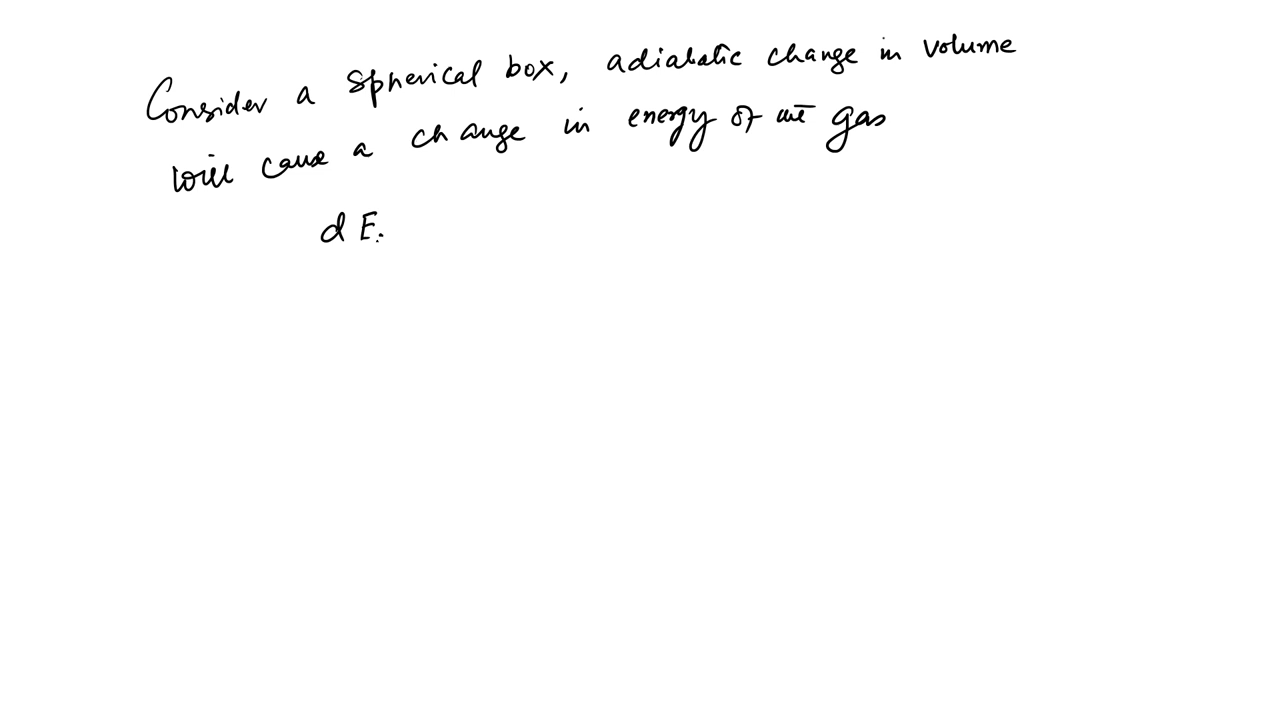 Consider a spherical box, adiabatic change in volume
will cause a change in energy of the gas
dE.